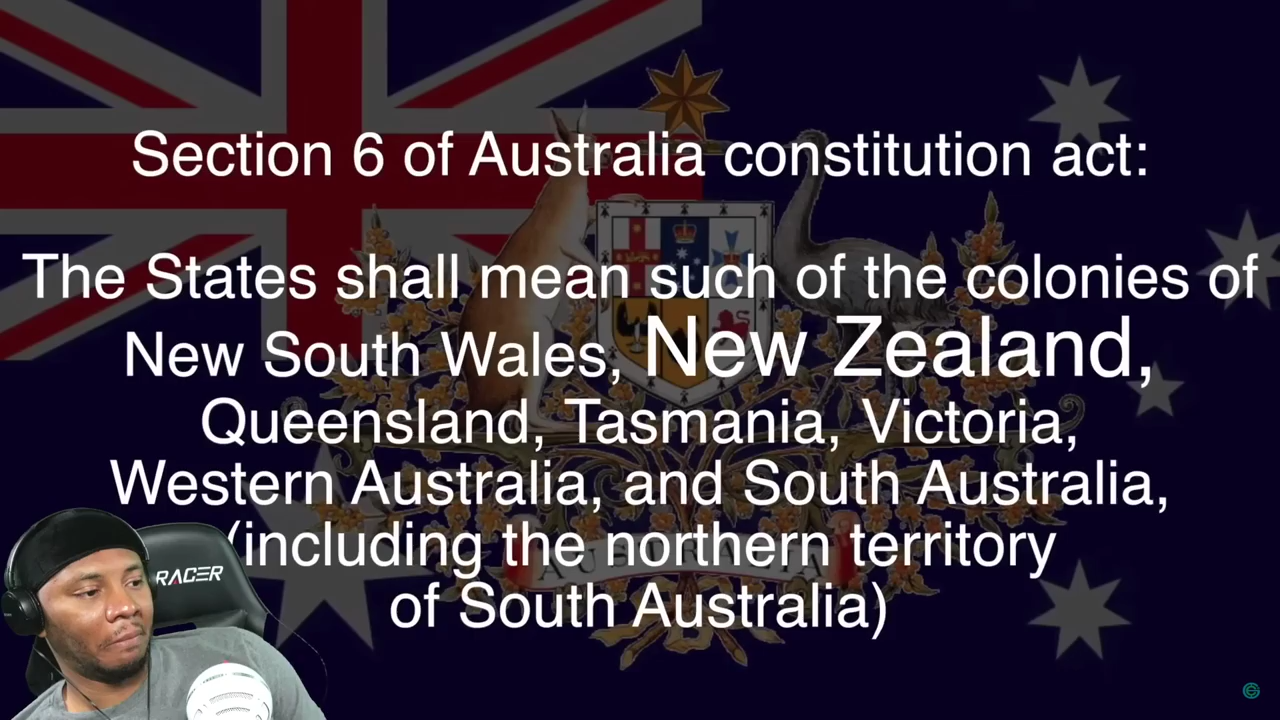 Section 6 of Australia constitution act:
The States shall mean such of the colonies of
New South Wales, New Zealand,
Queensland, Tasmania, Victoria,
Western Australia, and South Australia,
(including the northern territory
of South Australia)
AUSTRALIA
RACER